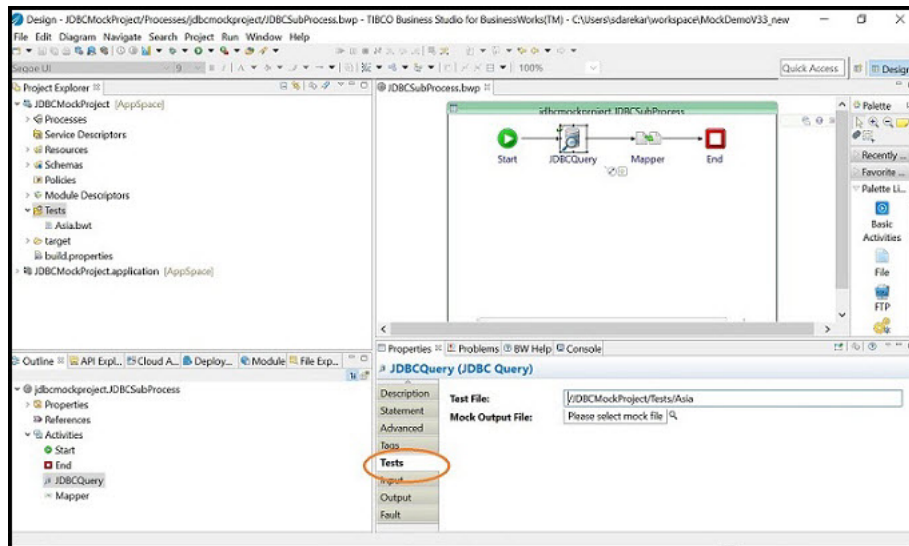 Design - JDBCMockProject/Processes/jdbcmockproject/JDBCSubProcess.bwp - TIBCO Business Studio for BusinessWorks(TM) - C:\Users\sdarekar\workspace\MockDemoV33_new
File Edit Diagram Navigate Search Project Run Window Help
Segoe UI 9 100% Quick Access Design
Project Explorer
JDBCMockProject [AppSpace]
Processes
Service Descriptors
Resources
Schemas
Policies
Module Descriptors
Tests
Asia.bwt
target
build.properties
JDBCMockProject.application [AppSpace]
JDBCSubProcess.bwp
jdbcmockproject.JDBCSubProcess
Start JDBCQuery Mapper End
Palette
Recently ...
Favorite ...
Palette Li...
Basic
Activities
File
FTP
Outline API Expl... Cloud A... Deploy... Module File Exp...
jdbcmockproject.JDBCSubProcess
Properties
References
Activities
Start
End
JDBCQuery
Mapper
Properties Problems BW Help Console
JDBCQuery (JDBC Query)
Description
Statement
Advanced
Tags
Tests
Input
Output
Fault
Test File: /JDBCMockProject/Tests/Asia
Mock Output File: Please select mock file